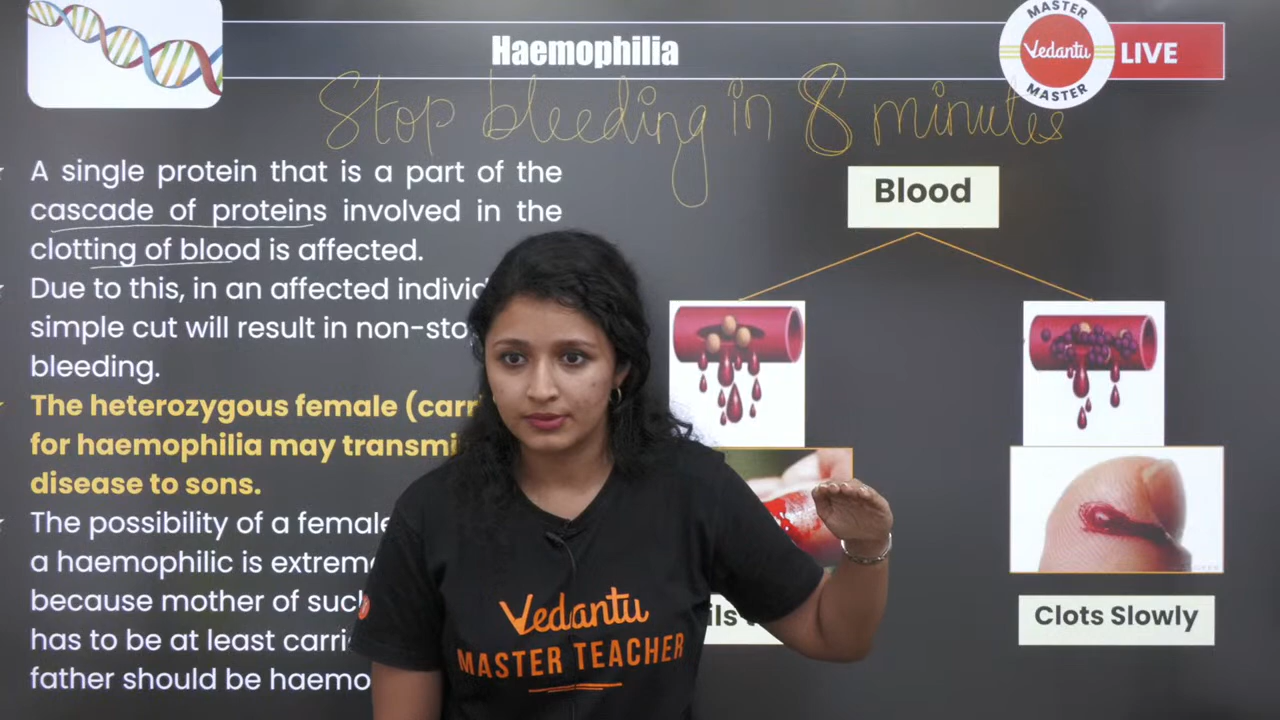 Haemophilia
MASTER
Vedantu
MASTER
LIVE
Stop bleeding in 8 minutes
A single protein that is a part of the
cascade of proteins involved in the
clotting of blood is affected.
Due to this, in an affected
simple cut will result in
bleeding.
The heterozygous female
for haemophilia may
disease to sons.
The possibility of a female
a haemophilic is
because mother of
has to be at least
father should be
Blood
Clots Slowly
Vedantu
MASTER TEACHER